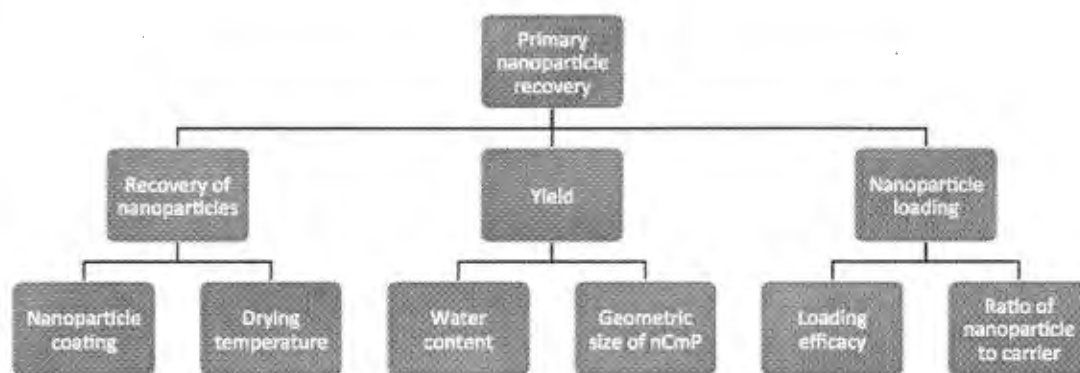 Primary
nanoparticle
recovery
Recovery of
nanoparticles
Yield
Nanoparticle
loading
Nanoparticle
coating
Drying
temperature
Water
content
Geometric
size of nCmP
Loading
efficacy
Ratio of
nanoparticle
to carrier